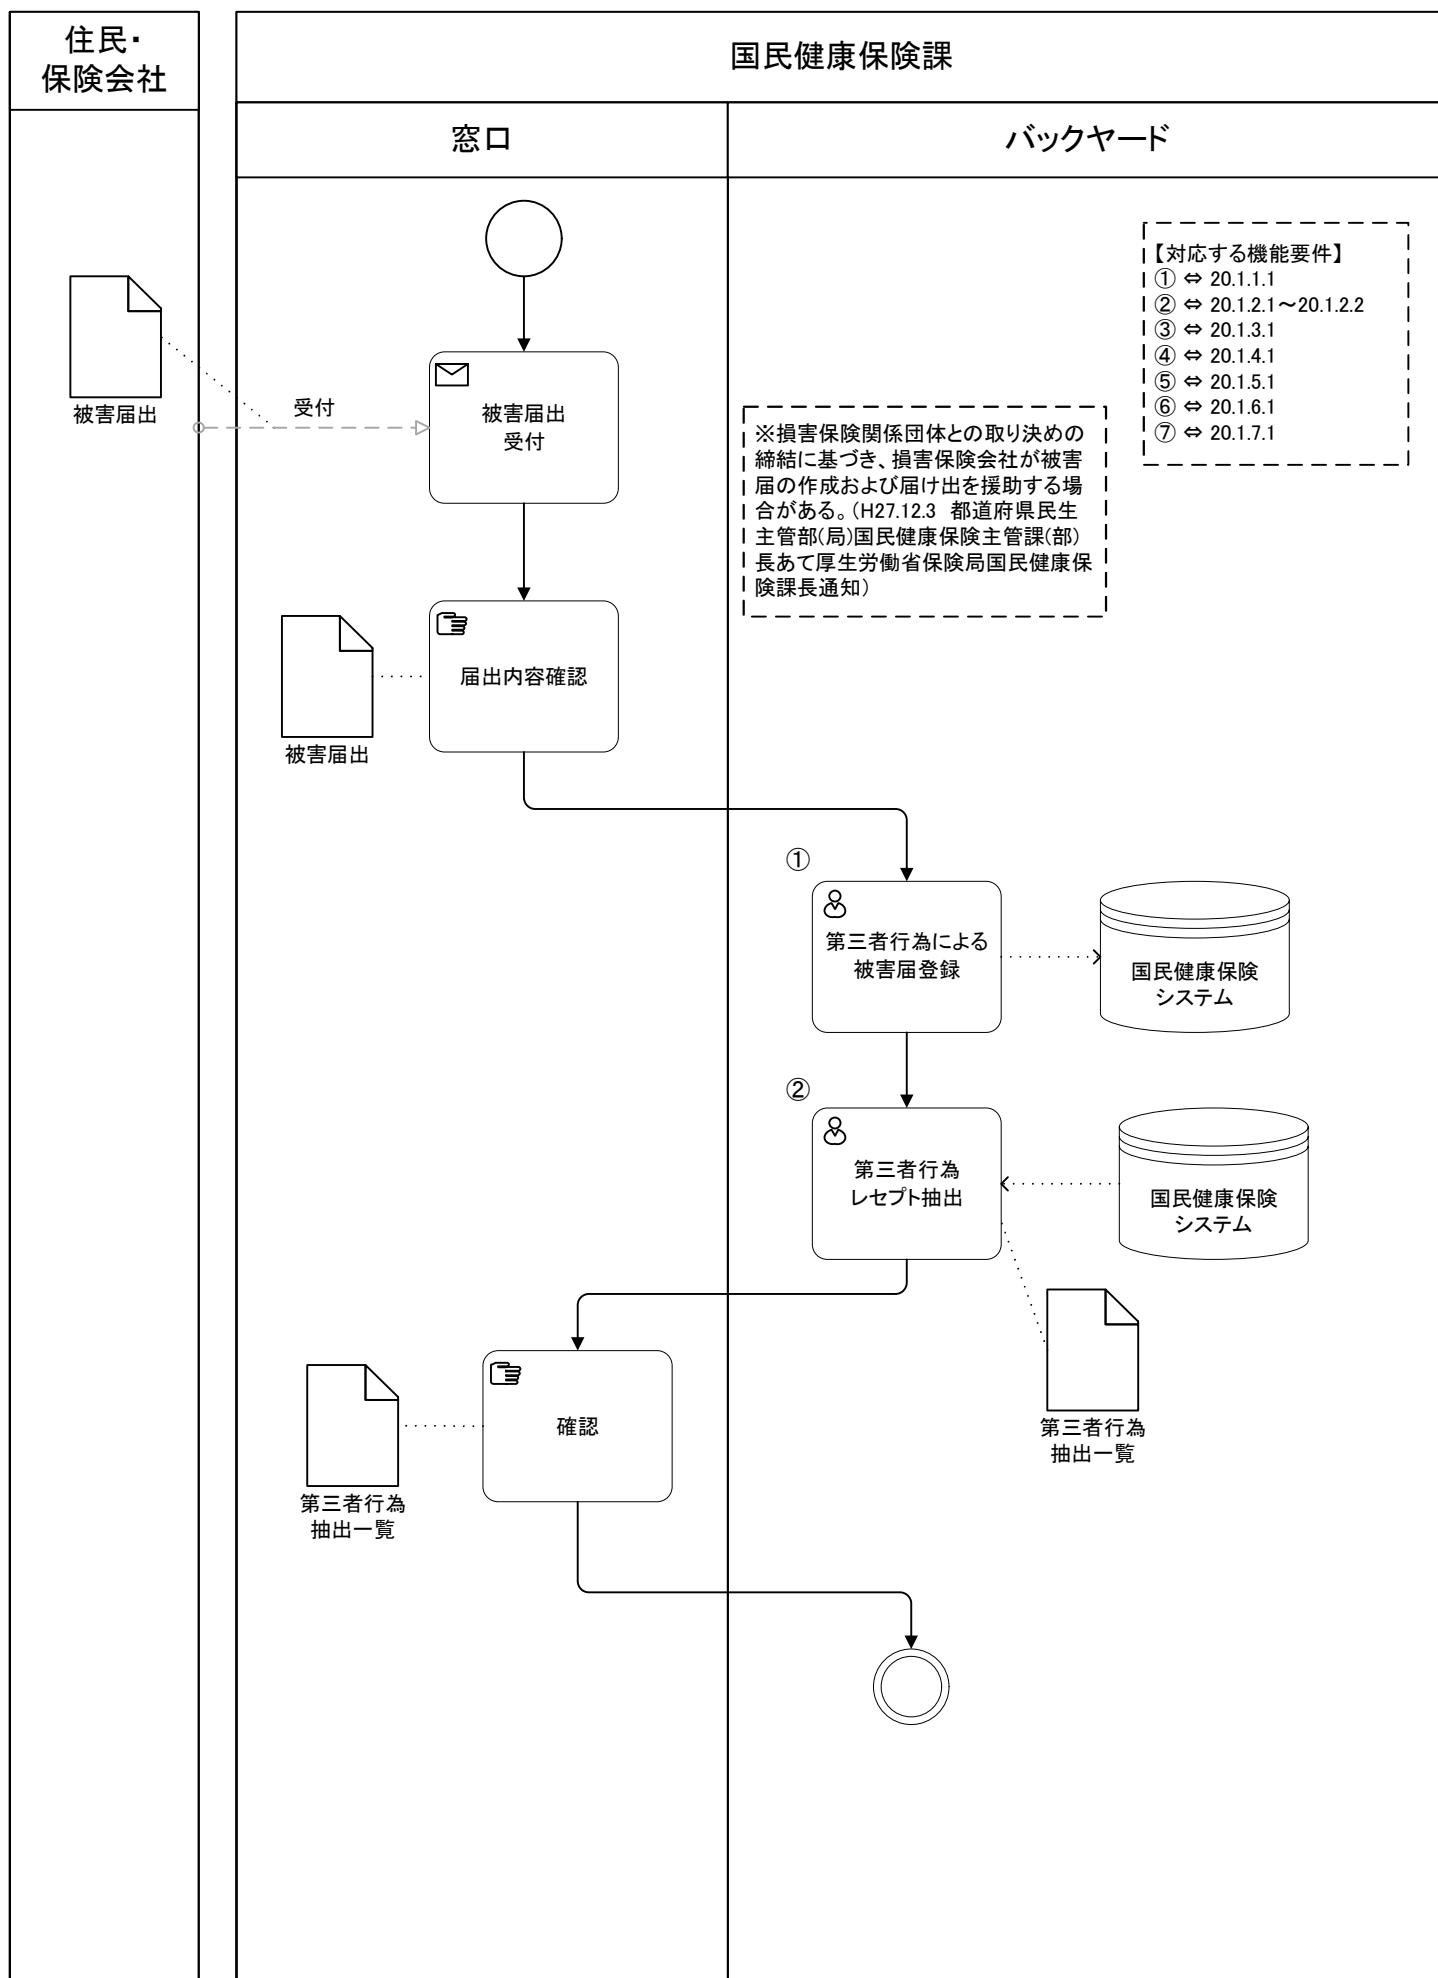 住民・
保険会社
国民健康保険課
窓口
バックヤード
【対応する機能要件】
① ⇔ 20.1.1.1
② ⇔ 20.1.2.1～20.1.2.2
③ ⇔ 20.1.3.1
④ ⇔ 20.1.4.1
⑤ ⇔ 20.1.5.1
⑥ ⇔ 20.1.6.1
⑦ ⇔ 20.1.7.1
被害届出
受付
被害届出
受付
※損害保険関係団体との取り決めの
締結に基づき、損害保険会社が被害
届の作成および届け出を援助する場
合がある。（H27.12.3　都道府県民生
主管部(局)国民健康保険主管課(部)
長あて厚生労働省保険局国民健康保
険課長通知）
届出内容確認
被害届出
①
第三者行為による
被害届登録
国民健康保険
システム
②
第三者行為
レセプト抽出
国民健康保険
システム
第三者行為
抽出一覧
確認
第三者行為
抽出一覧